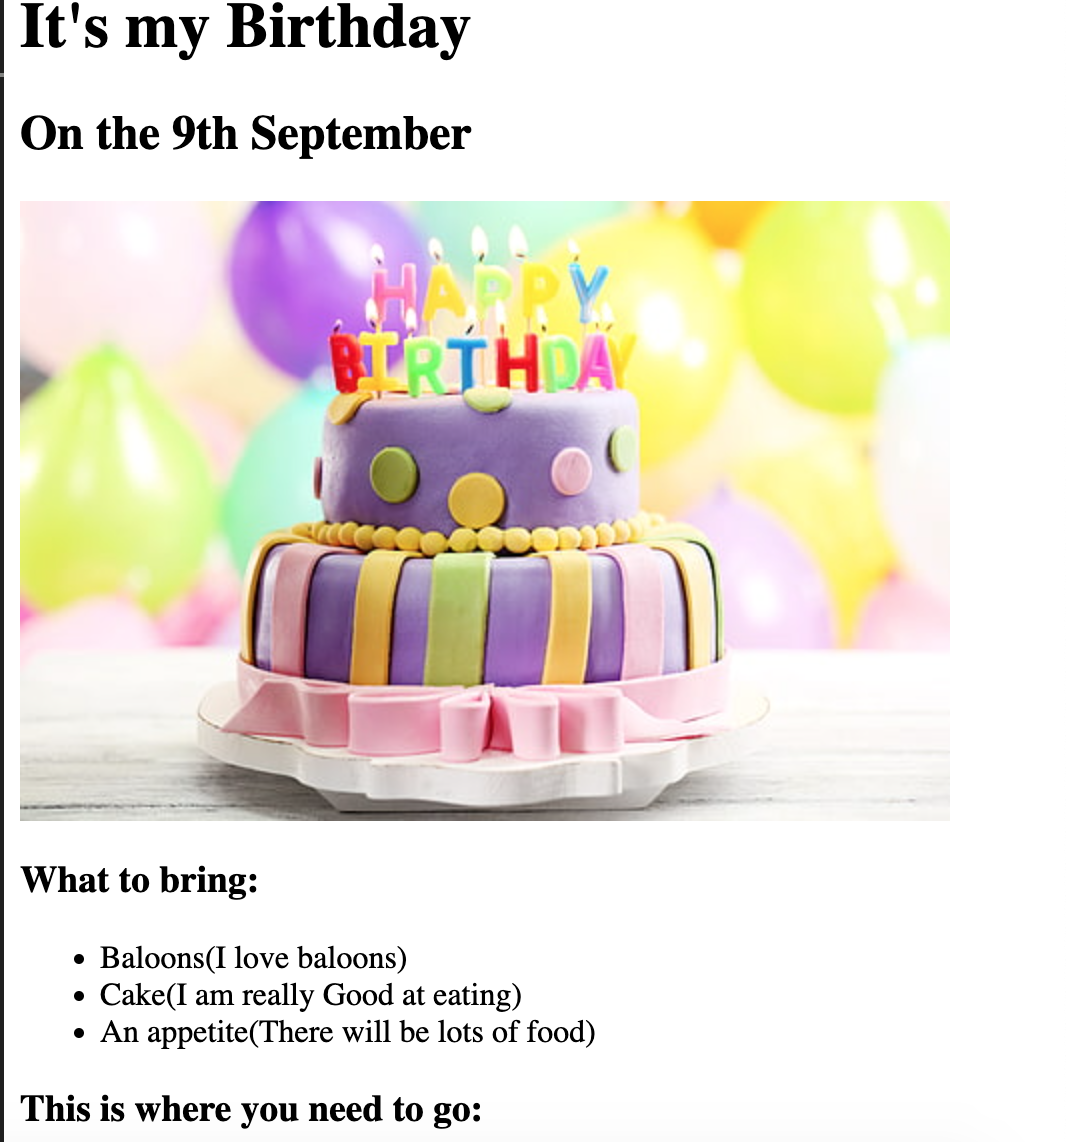 It's my Birthday
On the 9th September
HAPPY
BIRTHDAY
What to bring:
Baloons(I love baloons)
Cake(I am really Good at eating)
An appetite(There will be lots of food)
This is where you need to go: